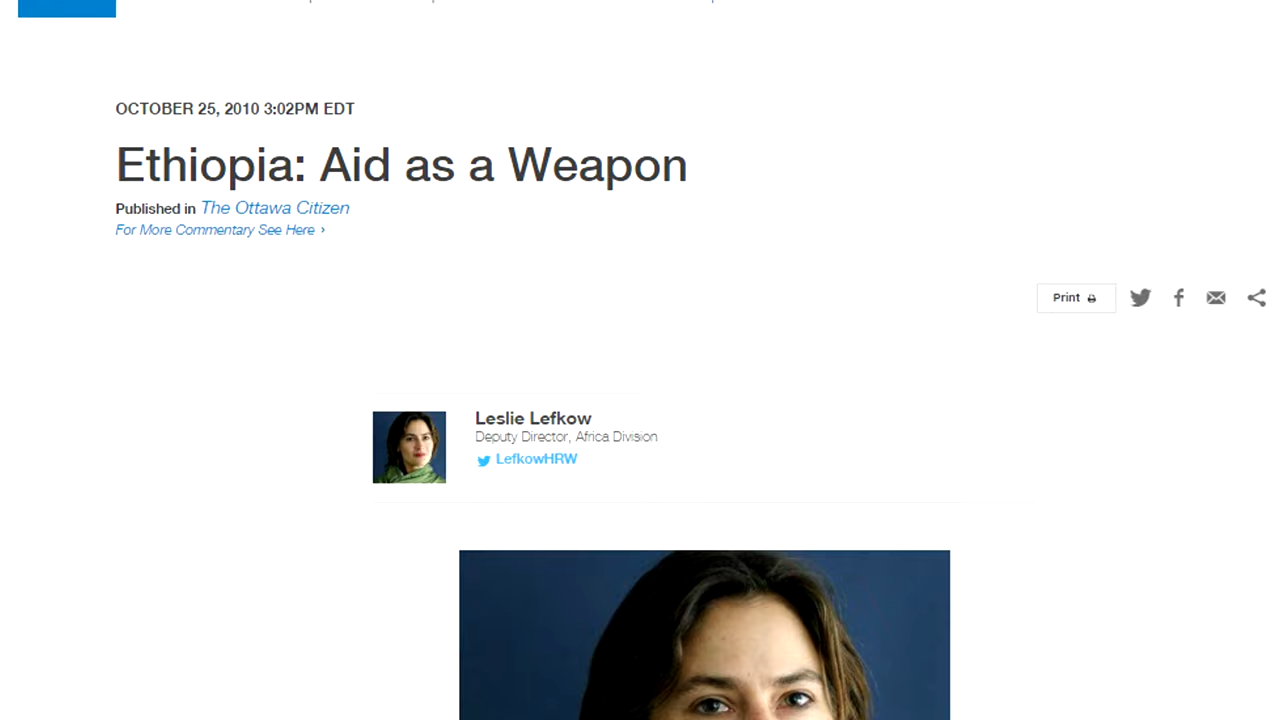 OCTOBER 25, 2010 3:02PM EDT
Ethiopia: Aid as a Weapon
Published in The Ottawa Citizen
For More Commentary See Here ›
Print
Leslie Lefkow
Deputy Director, Africa Division
LefkowHRW